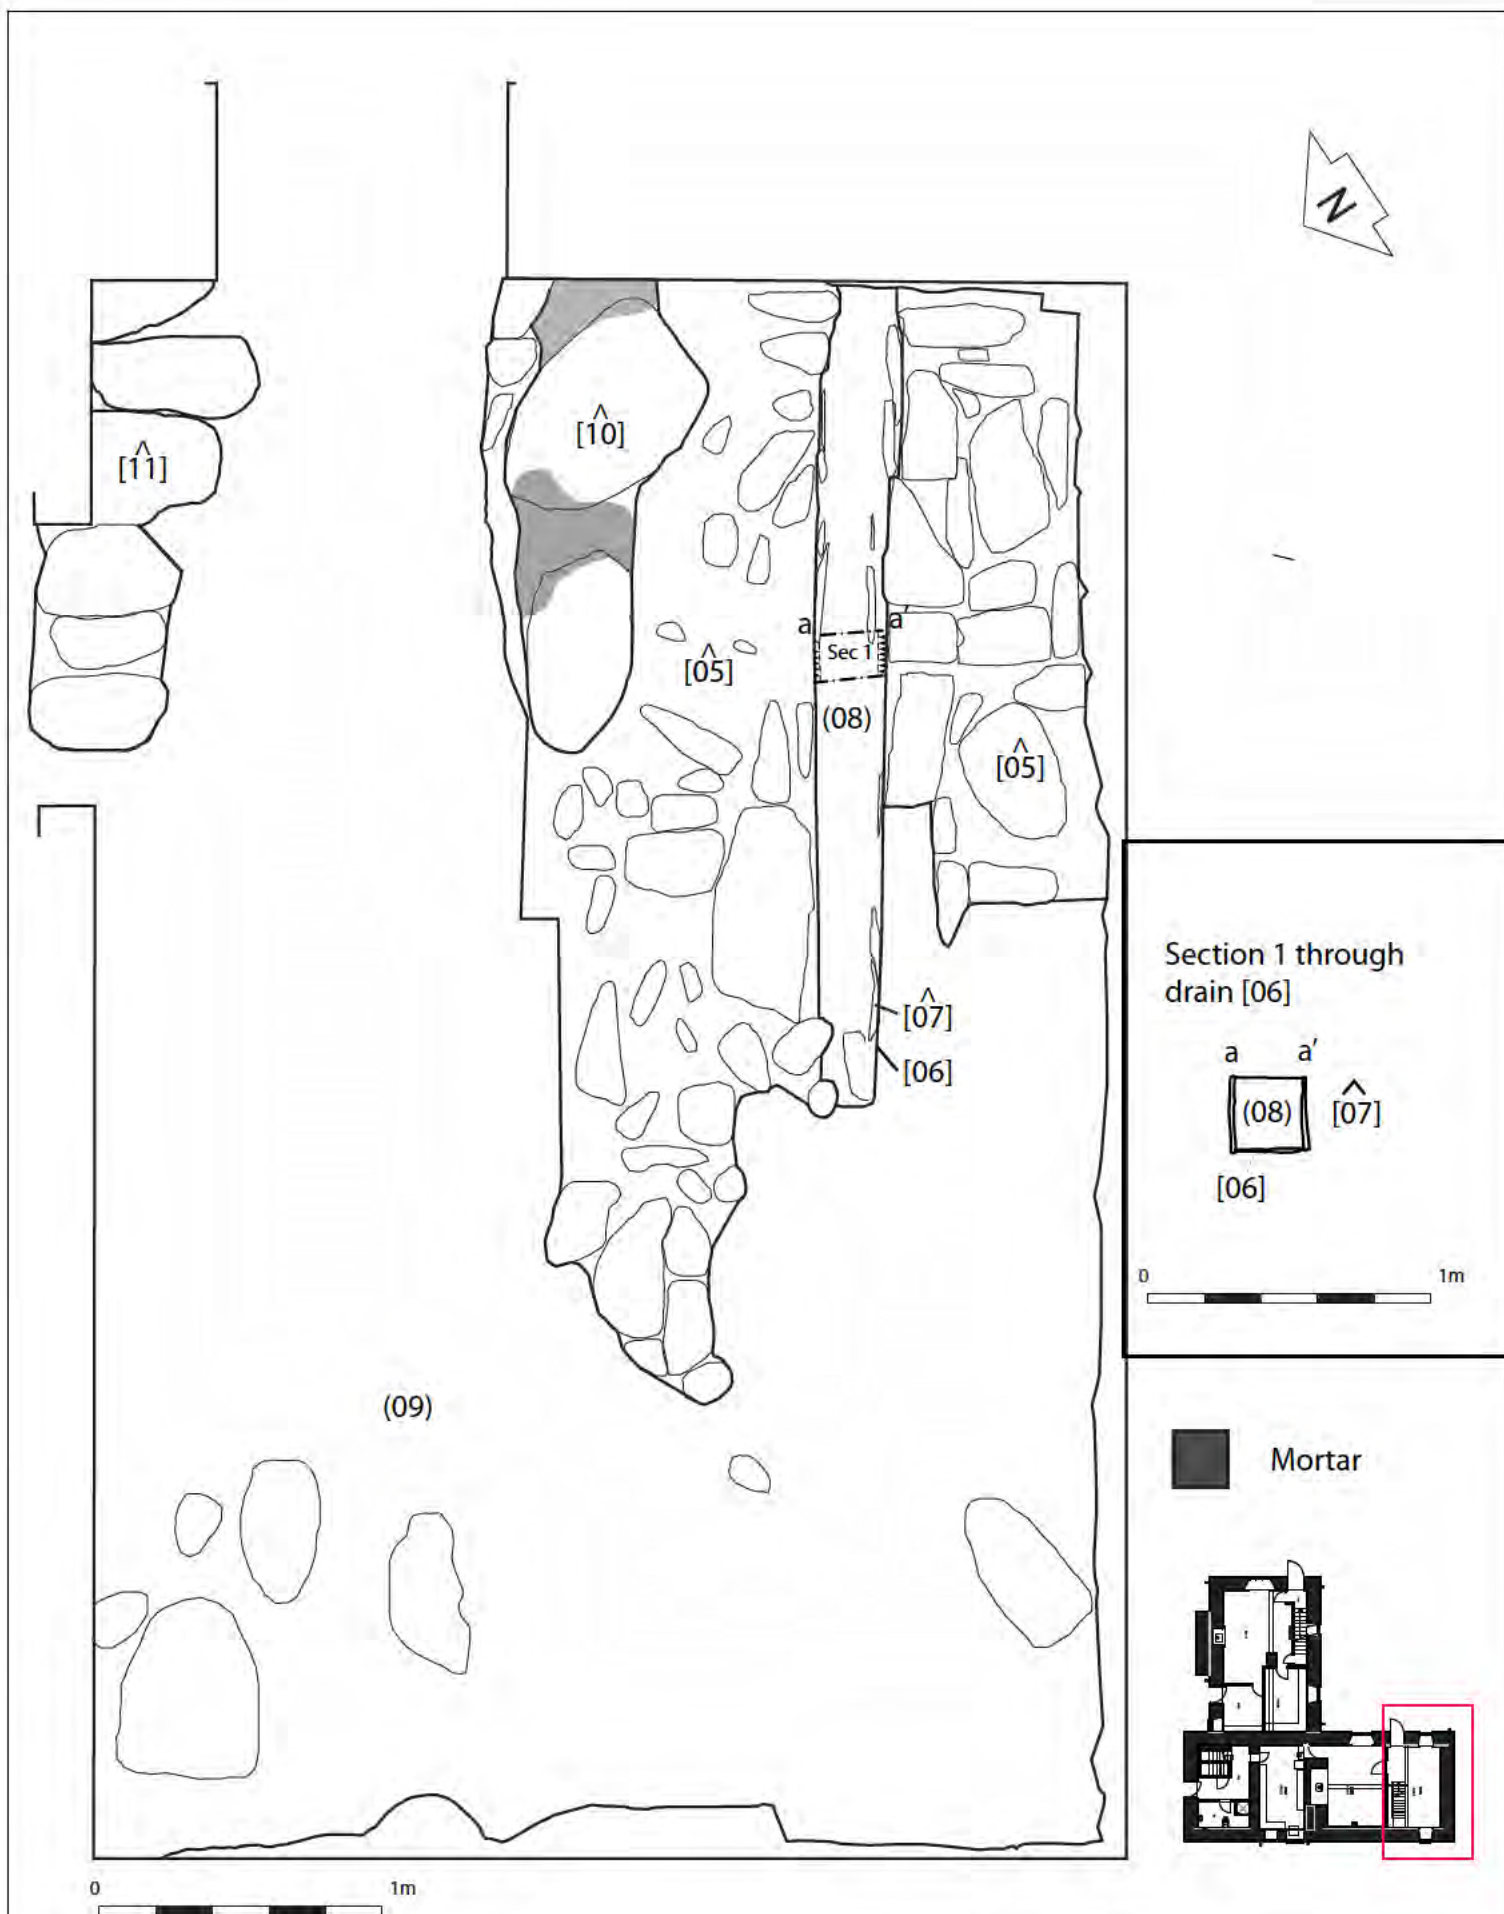 N
^
[10]
^
[11]
a a'
Sec 1
^
[05]
(08)
^
[05]
Section 1 through
drain [06]
^
[07]
[06]
a a'
(08)
^
[07]
[06]
0 1m
(09)
Mortar
0 1m